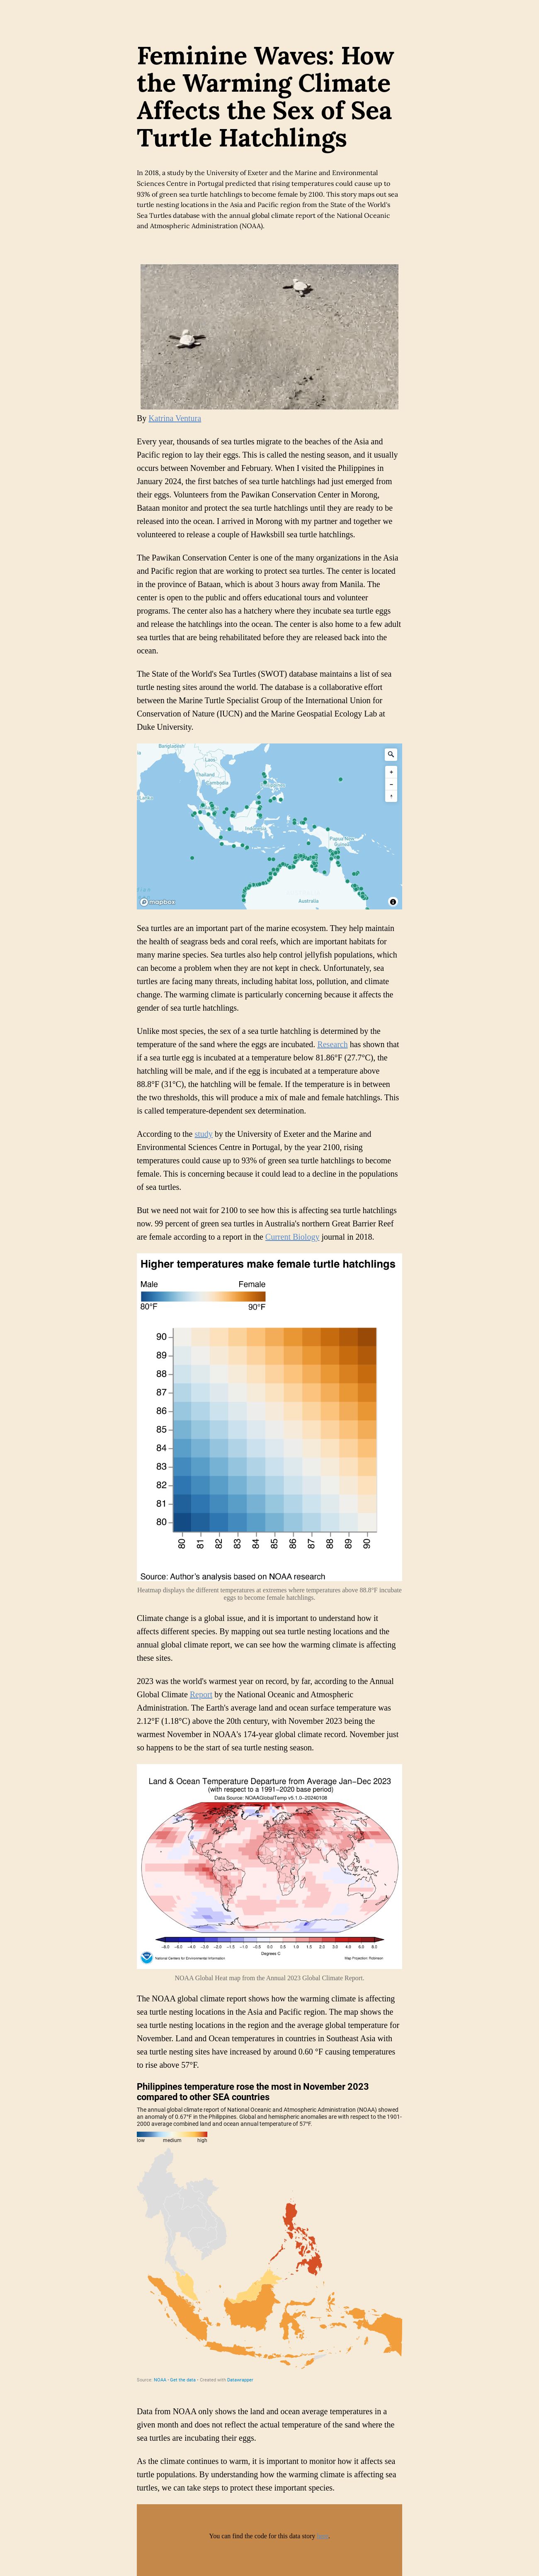 Feminine Waves: How
the Warming Climate
Affects the Sex of Sea
Turtle Hatchlings
In 2018, a study by the University of Exeter and the Marine and Environmental
Sciences Centre in Portugal predicted that rising temperatures could cause up to
93% of green sea turtle hatchlings to become female by 2100. This story maps out sea
turtle nesting locations in the Asia and Pacific region from the State of the World's
Sea Turtles database with the annual global climate report of the National Oceanic
and Atmospheric Administration (NOAA).
By Katrina Ventura
Every year, thousands of sea turtles migrate to the beaches of the Asia and
Pacific region to lay their eggs. This is called the nesting season, and it usually
occurs between November and February. When I visited the Philippines in
January 2024, the first batches of sea turtle hatchlings had just emerged from
their eggs. Volunteers from the Pawikan Conservation Center in Morong,
Bataan monitor and protect the sea turtle hatchlings until they are ready to be
released into the ocean. I arrived in Morong with my partner and together we
volunteered to release a couple of Hawksbill sea turtle hatchlings.
The Pawikan Conservation Center is one of the many organizations in the Asia
and Pacific region that are working to protect sea turtles. The center is located
in the province of Bataan, which is about 3 hours away from Manila. The
center is open to the public and offers educational tours and volunteer
programs. The center also has a hatchery where they incubate sea turtle eggs
and release the hatchlings into the ocean. The center is also home to a few adult
sea turtles that are being rehabilitated before they are released back into the
ocean.
The State of the World's Sea Turtles (SWOT) database maintains a list of sea
turtle nesting sites around the world. The database is a collaborative effort
between the Marine Turtle Specialist Group of the International Union for
Conservation of Nature (IUCN) and the Marine Geospatial Ecology Lab at
Duke University.
Bangladesh
Laos
Thailand
Cambodia
Papua New
Guinea
Australia
mapbox
Sea turtles are an important part of the marine ecosystem. They help maintain
the health of seagrass beds and coral reefs, which are important habitats for
many marine species. Sea turtles also help control jellyfish populations, which
can become a problem when they are not kept in check. Unfortunately, sea
turtles are facing many threats, including habitat loss, pollution, and climate
change. The warming climate is particularly concerning because it affects the
gender of sea turtle hatchlings.
Unlike most species, the sex of a sea turtle hatchling is determined by the
temperature of the sand where the eggs are incubated. Research has shown that
if a sea turtle egg is incubated at a temperature below 81.86°F (27.7°C), the
hatchling will be male, and if the egg is incubated at a temperature above
88.8°F (31°C), the hatchling will be female. If the temperature is in between
the two thresholds, this will produce a mix of male and female hatchlings. This
is called temperature-dependent sex determination.
According to the study by the University of Exeter and the Marine and
Environmental Sciences Centre in Portugal, by the year 2100, rising
temperatures could cause up to 93% of green sea turtle hatchlings to become
female. This is concerning because it could lead to a decline in the populations
of sea turtles.
But we need not wait for 2100 to see how this is affecting sea turtle hatchlings
now. 99 percent of green sea turtles in Australia's northern Great Barrier Reef
are female according to a report in the Current Biology journal in 2018.
Higher temperatures make female turtle hatchlings
Male Female
80°F 90°F
90
89
88
87
86
85
84
83
82
81
80
80 81 82 83 84 85 86 87 88 89 90
Source: Author's analysis based on NOAA research
Heatmap displays the different temperatures at extremes where temperatures above 88.8°F incubate
eggs to become female hatchlings.
Climate change is a global issue, and it is important to understand how it
affects different species. By mapping out sea turtle nesting locations and the
annual global climate report, we can see how the warming climate is affecting
these sites.
2023 was the world's warmest year on record, by far, according to the Annual
Global Climate Report by the National Oceanic and Atmospheric
Administration. The Earth's average land and ocean surface temperature was
2.12°F (1.18°C) above the 20th century, with November 2023 being the
warmest November in NOAA's 174-year global climate record. November just
so happens to be the start of sea turtle nesting season.
Land & Ocean Temperature Departure from Average Jan–Dec 2023
(with respect to a 1991–2020 base period)
Data Source: NOAAGlobalTemp v5.1.0–20240108
-8.0 -6.0 -4.0 -3.0 -2.0 -1.5 -1.0 -0.5 0.0 0.5 1.0 1.5 2.0 3.0 4.0 6.0 8.0
Degrees C
National Centers for Environmental Information
Map Projection: Robinson
NOAA Global Heat map from the Annual 2023 Global Climate Report.
The NOAA global climate report shows how the warming climate is affecting
sea turtle nesting locations in the Asia and Pacific region. The map shows the
sea turtle nesting locations in the region and the average global temperature for
November. Land and Ocean temperatures in countries in Southeast Asia with
sea turtle nesting sites have increased by around 0.60 °F causing temperatures
to rise above 57°F.
Philippines temperature rose the most in November 2023
compared to other SEA countries
The annual global climate report of National Oceanic and Atmospheric Administration (NOAA) showed
an anomaly of 0.67°F in the Philippines. Global and hemispheric anomalies are with respect to the 1901-
2000 average combined land and ocean annual temperature of 57°F.
low medium high
Source: NOAA · Get the data · Created with Datawrapper
Data from NOAA only shows the land and ocean average temperatures in a
given month and does not reflect the actual temperature of the sand where the
sea turtles are incubating their eggs.
As the climate continues to warm, it is important to monitor how it affects sea
turtle populations. By understanding how the warming climate is affecting sea
turtles, we can take steps to protect these important species.
You can find the code for this data story